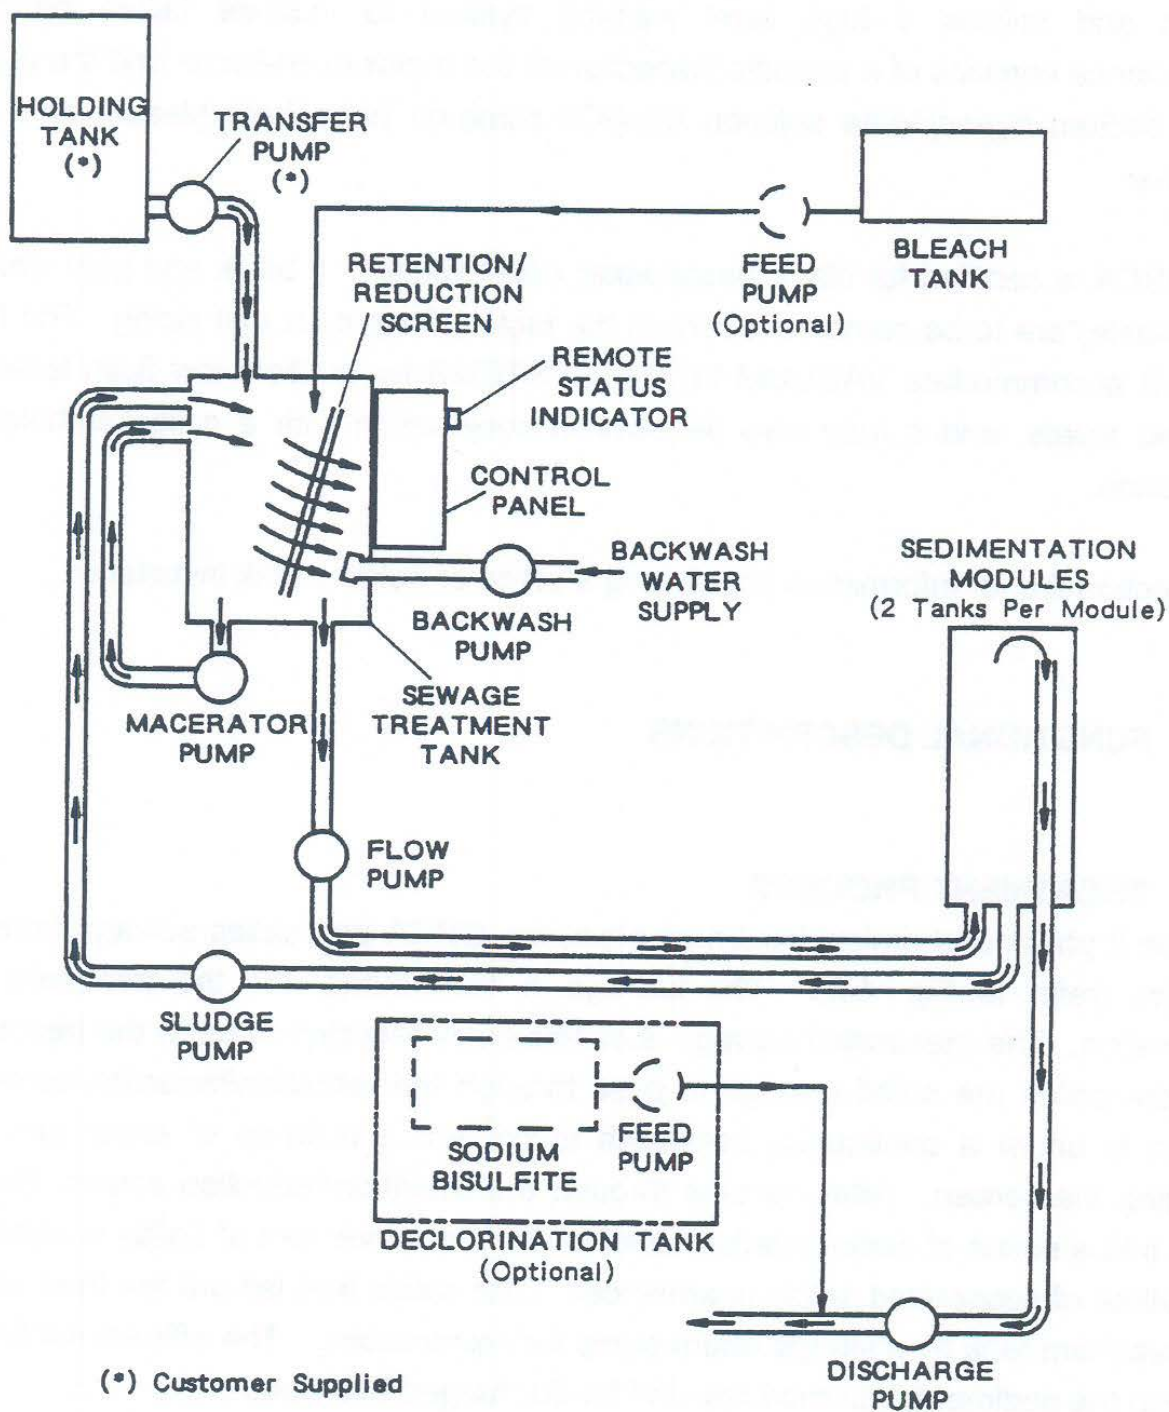 HOLDING
TANK
(*)
TRANSFER
PUMP
(*)
RETENTION/
REDUCTION
SCREEN
FEED
PUMP
(Optional)
BLEACH
TANK
REMOTE
STATUS
INDICATOR
CONTROL
PANEL
BACKWASH
WATER
SUPPLY
BACKWASH
PUMP
SEDIMENTATION
MODULES
(2 Tanks Per Module)
MACERATOR
PUMP
SEWAGE
TREATMENT
TANK
FLOW
PUMP
SLUDGE
PUMP
SODIUM
BISULFITE
FEED
PUMP
DECLORINATION TANK
(Optional)
DISCHARGE
PUMP
(*) Customer Supplied